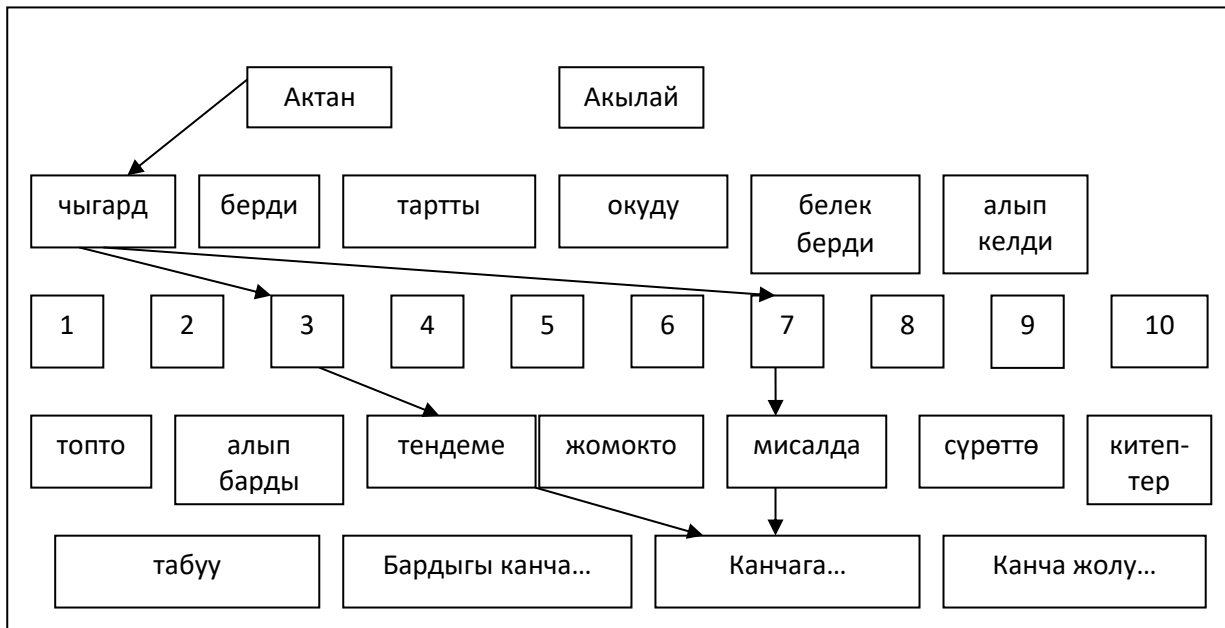 Актан Акылай
чыгард берди тартты окуду белек алып
берди келди
1 2 3 4 5 6 7 8 9 10
топто алып тендеме жомокто мисалда сүрөттө китеп-
барды тер
табуу Бардыгы канча... Канчага... Канча жолу...